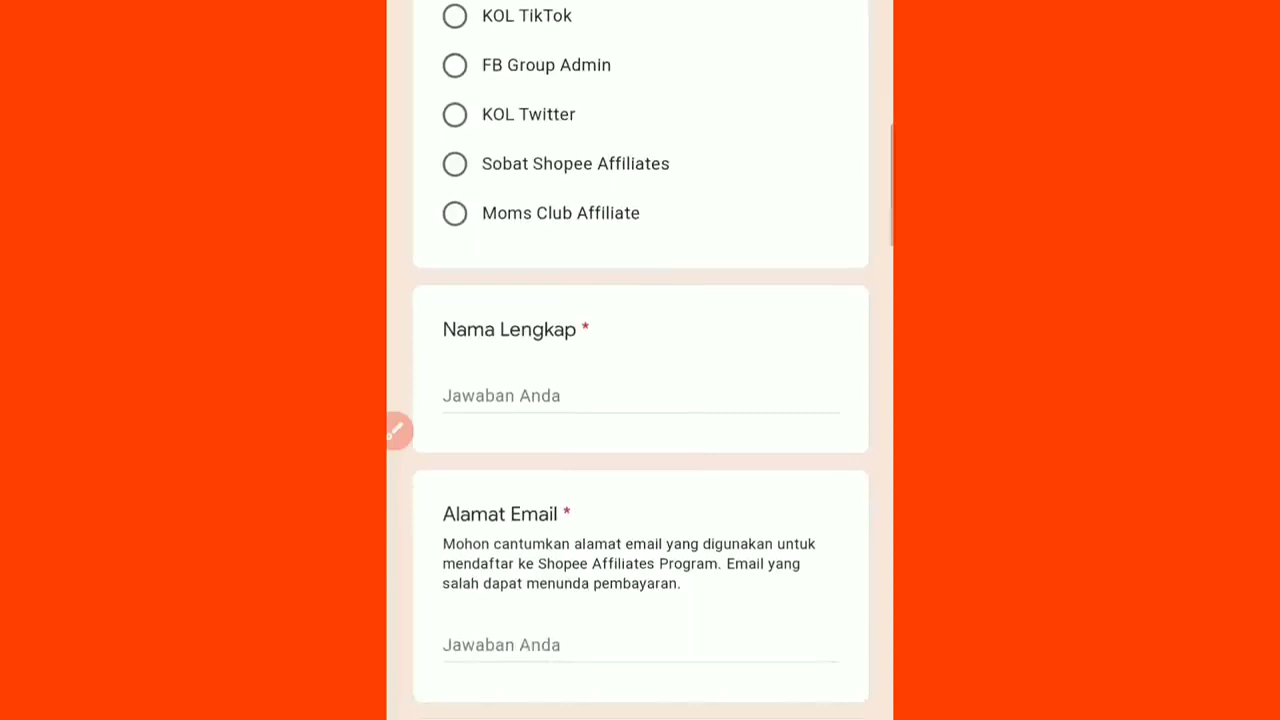 KOL TikTok
FB Group Admin
KOL Twitter
Sobat Shopee Affiliates
Moms Club Affiliate
Nama Lengkap *
Jawaban Anda
Alamat Email *
Mohon cantumkan alamat email yang digunakan untuk
mendaftar ke Shopee Affiliates Program. Email yang
salah dapat menunda pembayaran.
Jawaban Anda